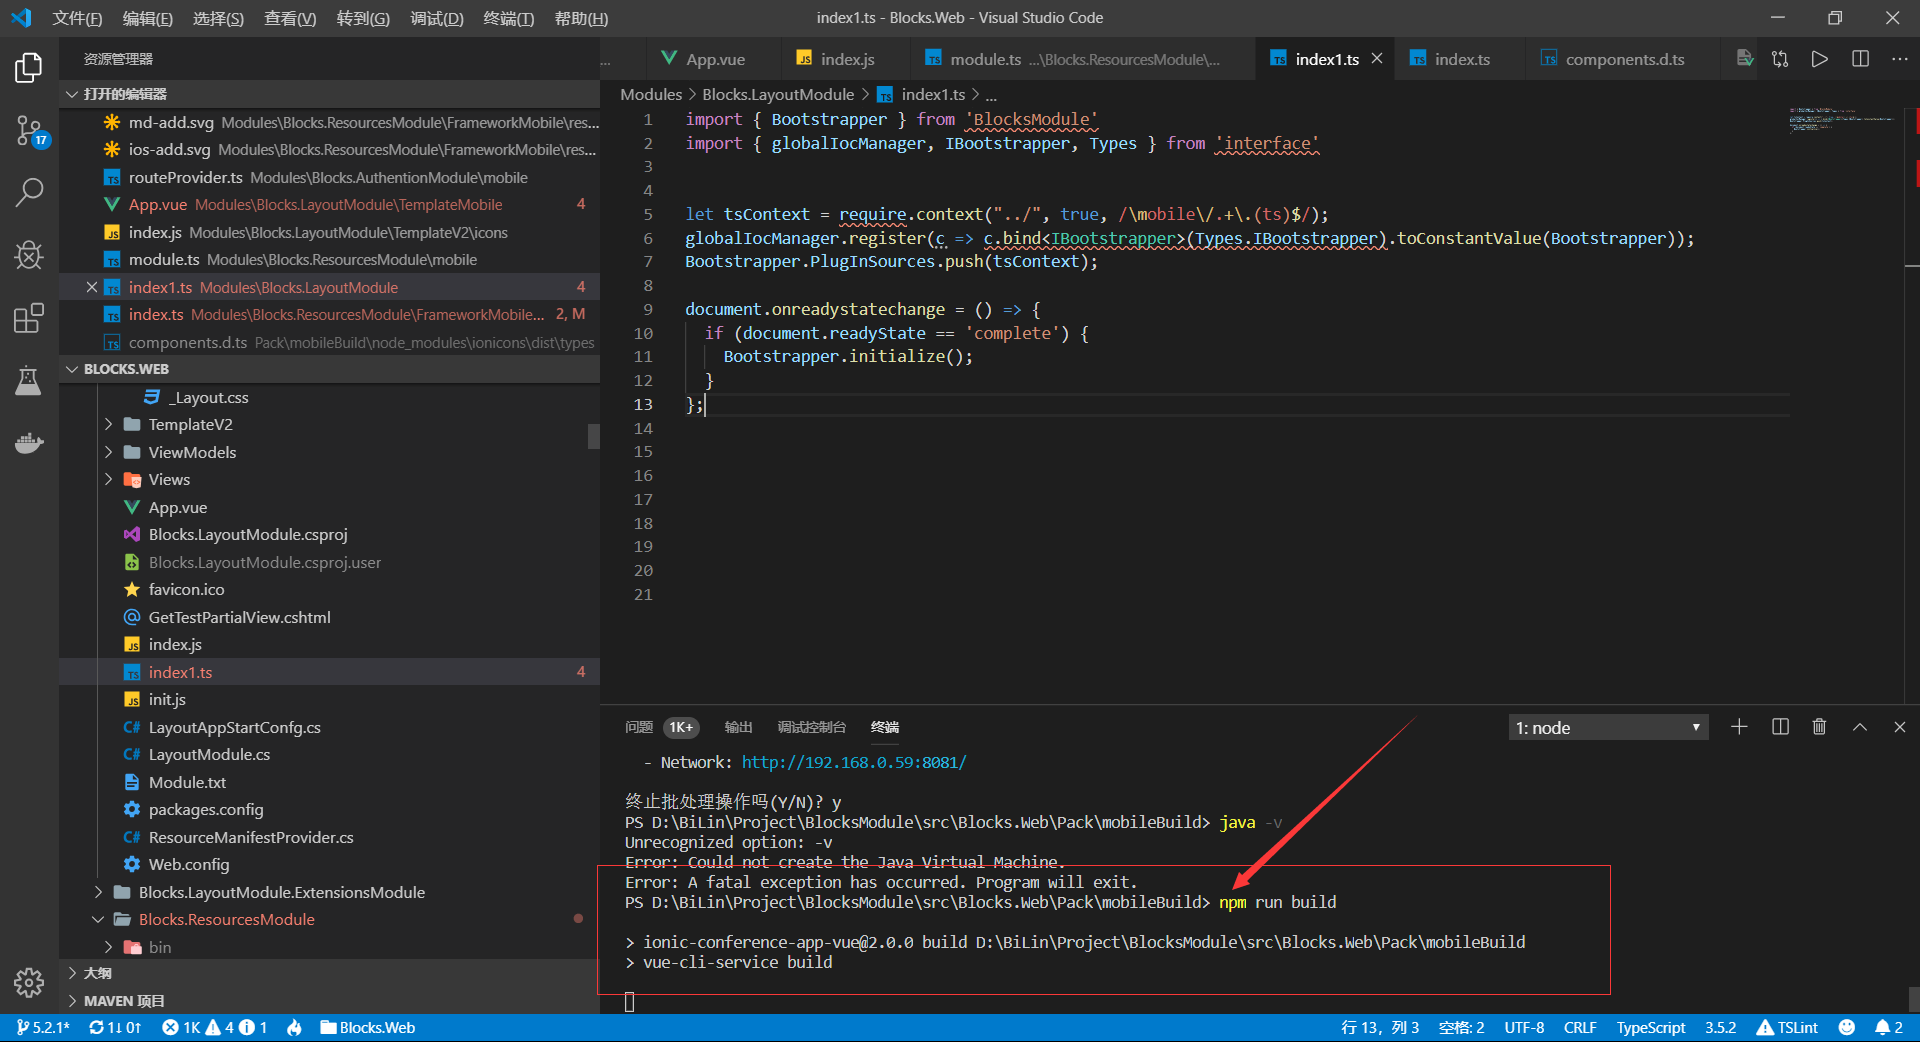 文件(F) 编辑(E) 选择(S) 查看(V) 转到(G) 调试(D) 终端(T) 帮助(H)
index1.ts - Blocks.Web - Visual Studio Code
资源管理器
打开的编辑器
md-add.svg Modules\Blocks.ResourcesModule\FrameworkMobile\res...
ios-add.svg Modules\Blocks.ResourcesModule\FrameworkMobile\res...
routeProvider.ts Modules\Blocks.AuthentionModule\mobile
App.vue Modules\Blocks.LayoutModule\TemplateMobile 4
index.js Modules\Blocks.LayoutModule\TemplateV2\icons
module.ts Modules\Blocks.ResourcesModule\mobile
index1.ts Modules\Blocks.LayoutModule 4
index.ts Modules\Blocks.ResourcesModule\FrameworkMobile... 2, M
components.d.ts Pack\mobileBuild\node_modules\ionicons\dist\types
17
BLOCKS.WEB
_Layout.css
TemplateV2
ViewModels
Views
App.vue
Blocks.LayoutModule.csproj
Blocks.LayoutModule.csproj.user
favicon.ico
GetTestPartialView.cshtml
index.js
index1.ts 4
init.js
LayoutAppStartConfg.cs
LayoutModule.cs
Module.txt
packages.config
ResourceManifestProvider.cs
Web.config
Blocks.LayoutModule.ExtensionsModule
Blocks.ResourcesModule
bin
大纲
MAVEN 项目
... App.vue index.js module.ts ...\Blocks.ResourcesModule\... index1.ts index.ts components.d.ts
Modules > Blocks.LayoutModule > index1.ts > ...
1 import { Bootstrapper } from 'BlocksModule'
2 import { globalIocManager, IBootstrapper, Types } from 'interface'
3
4
5 let tsContext = require.context("../", true, /\mobile\/.+\.(ts)$/);
6 globalIocManager.register(c => c.bind<IBootstrapper>(Types.IBootstrapper).toConstantValue(Bootstrapper));
7 Bootstrapper.PlugInSources.push(tsContext);
8
9 document.onreadystatechange = () => {
10 if (document.readyState == 'complete') {
11 Bootstrapper.initialize();
12 }
13 };
14
15
16
17
18
19
20
21
问题 1K+ 输出 调试控制台 终端
1: node
- Network: http://192.168.0.59:8081/
终止批处理操作吗(Y/N)? y
PS D:\BiLin\Project\BlocksModule\src\Blocks.Web\Pack\mobileBuild> java -v
Unrecognized option: -v
Error: Could not create the Java Virtual Machine.
Error: A fatal exception has occurred. Program will exit.
PS D:\BiLin\Project\BlocksModule\src\Blocks.Web\Pack\mobileBuild> npm run build
> ionic-conference-app-vue@2.0.0 build D:\BiLin\Project\BlocksModule\src\Blocks.Web\Pack\mobileBuild
> vue-cli-service build
5.2.1* 1↓ 0↑ 1K 4 1 Blocks.Web
行 13，列 3 空格: 2 UTF-8 CRLF TypeScript 3.5.2 TSLint 2